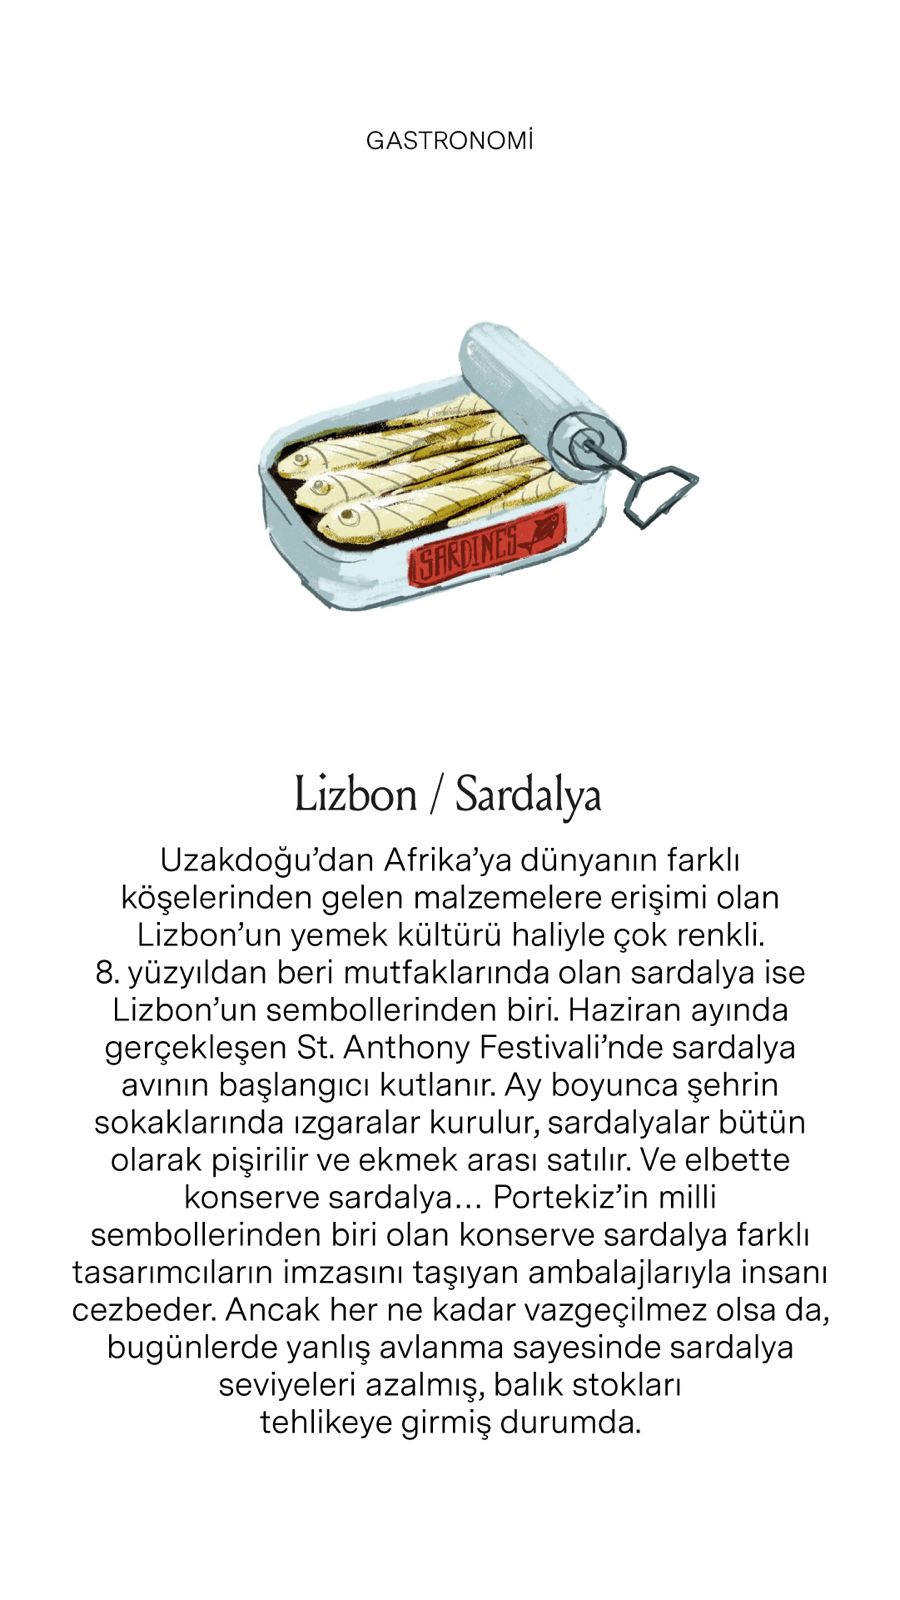 GASTRONOMİ
SARDINES
Lizbon / Sardalya
Uzakdoğu’dan Afrika’ya dünyanın farklı
köşelerinden gelen malzemelere erişimi olan
Lizbon’un yemek kültürü haliyle çok renkli.
8. yüzyıldan beri mutfaklarında olan sardalya ise
Lizbon’un sembollerinden biri. Haziran ayında
gerçekleşen St. Anthony Festivali’nde sardalya
avının başlangıcı kutlanır. Ay boyunca şehrin
sokaklarında ızgaralar kurulur, sardalyalar bütün
olarak pişirilir ve ekmek arası satılır. Ve elbette
konserve sardalya... Portekiz’in milli
sembollerinden biri olan konserve sardalya farklı
tasarımcıların imzasını taşıyan ambalajlarıyla insanı
cezbeder. Ancak her ne kadar vazgeçilmez olsa da,
bugünlerde yanlış avlanma sayesinde sardalya
seviyeleri azalmış, balık stokları
tehlikeye girmiş durumda.